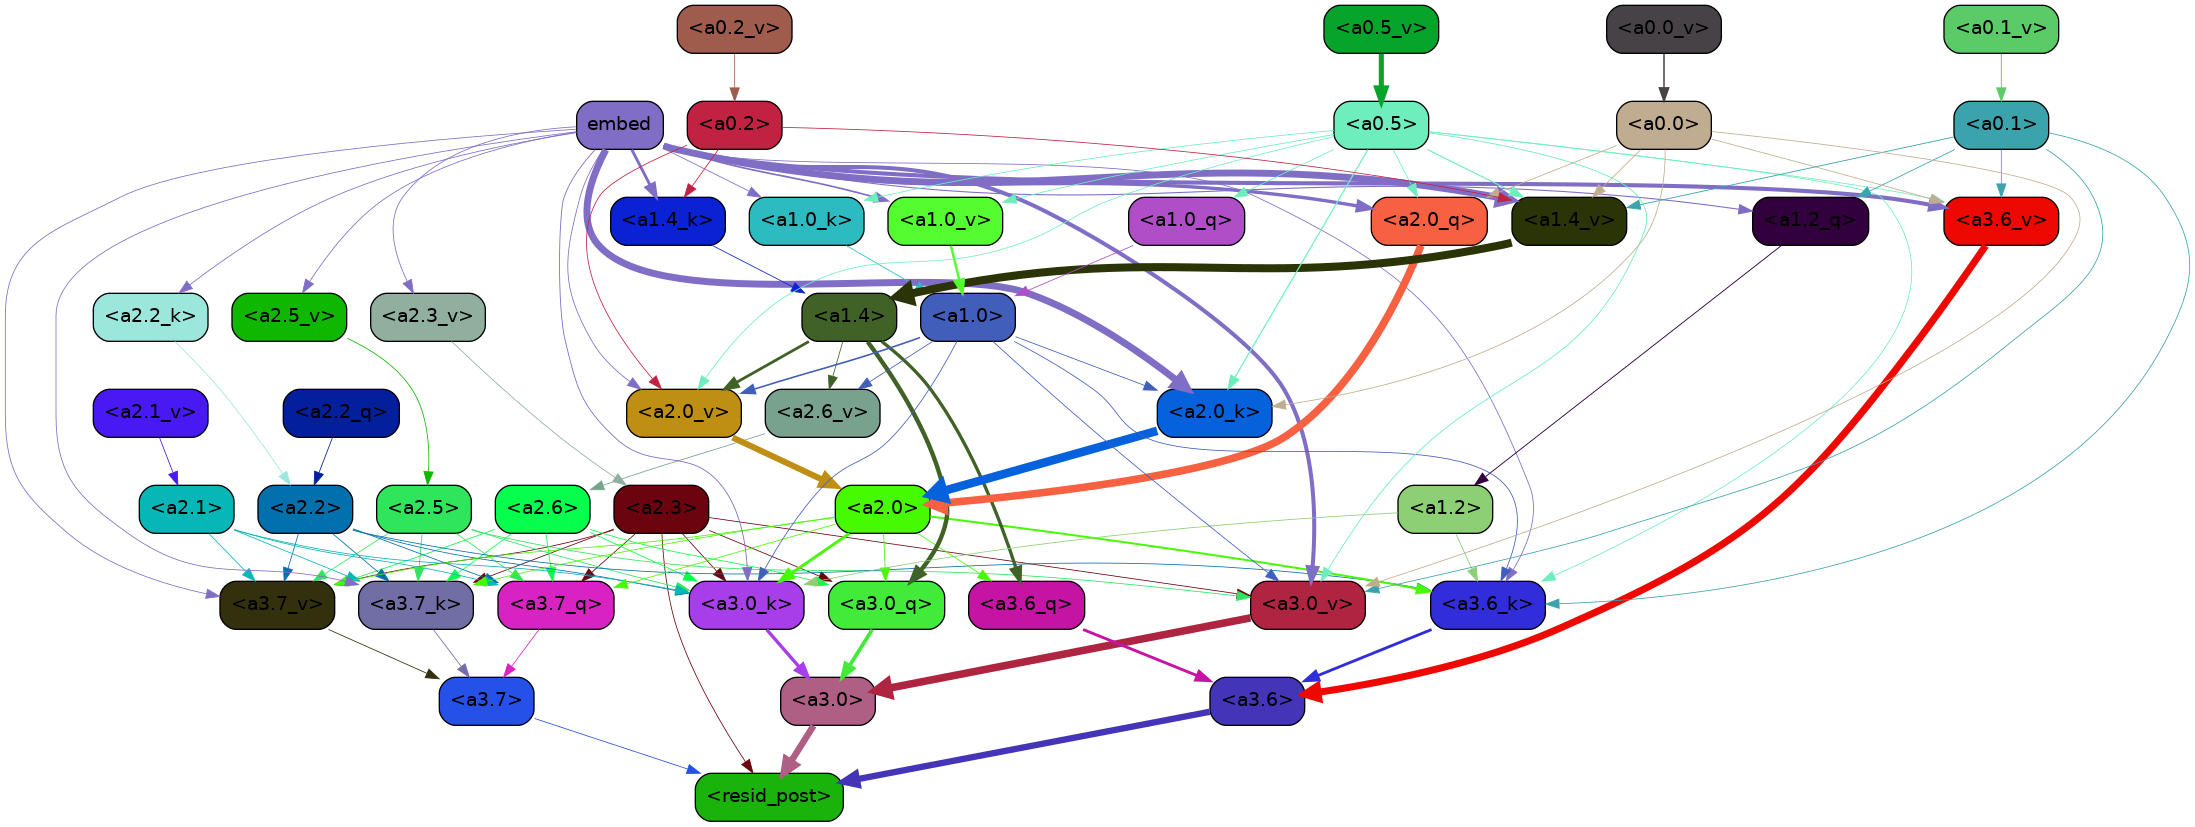 <a0.2_v>
<a0.5_v>
<a0.0_v>
<a0.1_v>
embed
<a0.2>
<a0.5>
<a0.0>
<a0.1>
<a1.4_k>
<a1.0_k>
<a1.0_v>
<a1.0_q>
<a2.0_q>
<a1.4_v>
<a1.2_q>
<a3.6_v>
<a2.2_k>
<a2.5_v>
<a2.3_v>
<a1.4>
<a1.0>
<a2.1_v>
<a2.2_q>
<a2.0_v>
<a2.6_v>
<a2.0_k>
<a2.1>
<a2.2>
<a2.5>
<a2.6>
<a2.3>
<a2.0>
<a1.2>
<a3.7_v>
<a3.7_k>
<a3.7_q>
<a3.0_k>
<a3.0_q>
<a3.6_q>
<a3.0_v>
<a3.6_k>
<a3.7>
<a3.0>
<a3.6>
<resid_post>